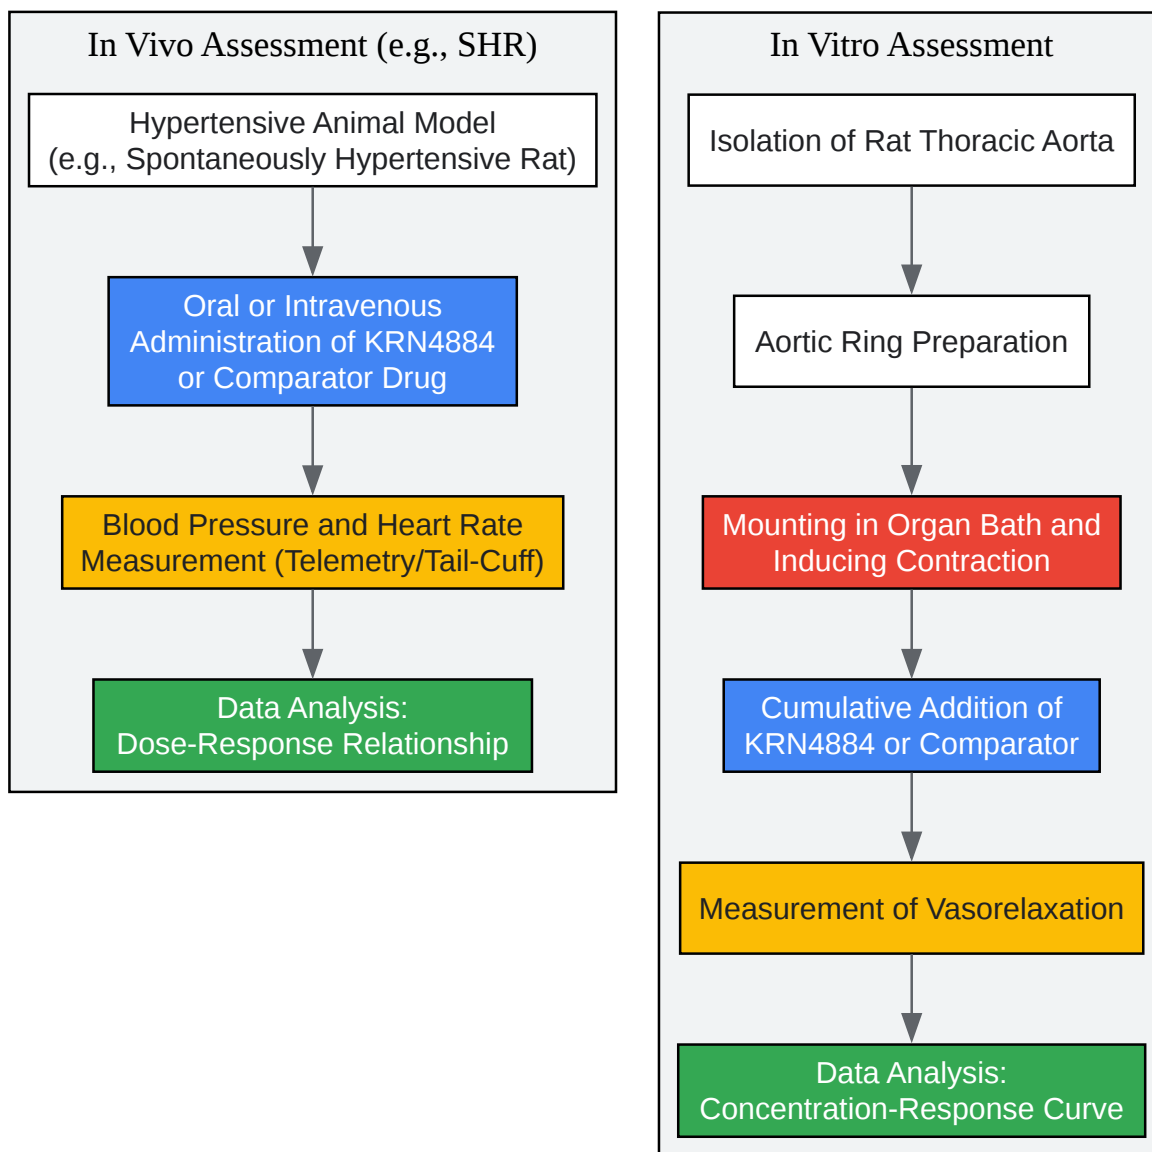 In Vivo Assessment (e.g., SHR)
Hypertensive Animal Model
(e.g., Spontaneously Hypertensive Rat)
Oral or Intravenous
Administration of KRN4884
or Comparator Drug
Blood Pressure and Heart Rate
Measurement (Telemetry/Tail-Cuff)
Data Analysis:
Dose-Response Relationship
In Vitro Assessment
Isolation of Rat Thoracic Aorta
Aortic Ring Preparation
Mounting in Organ Bath and
Inducing Contraction
Cumulative Addition of
KRN4884 or Comparator
Measurement of Vasorelaxation
Data Analysis:
Concentration-Response Curve